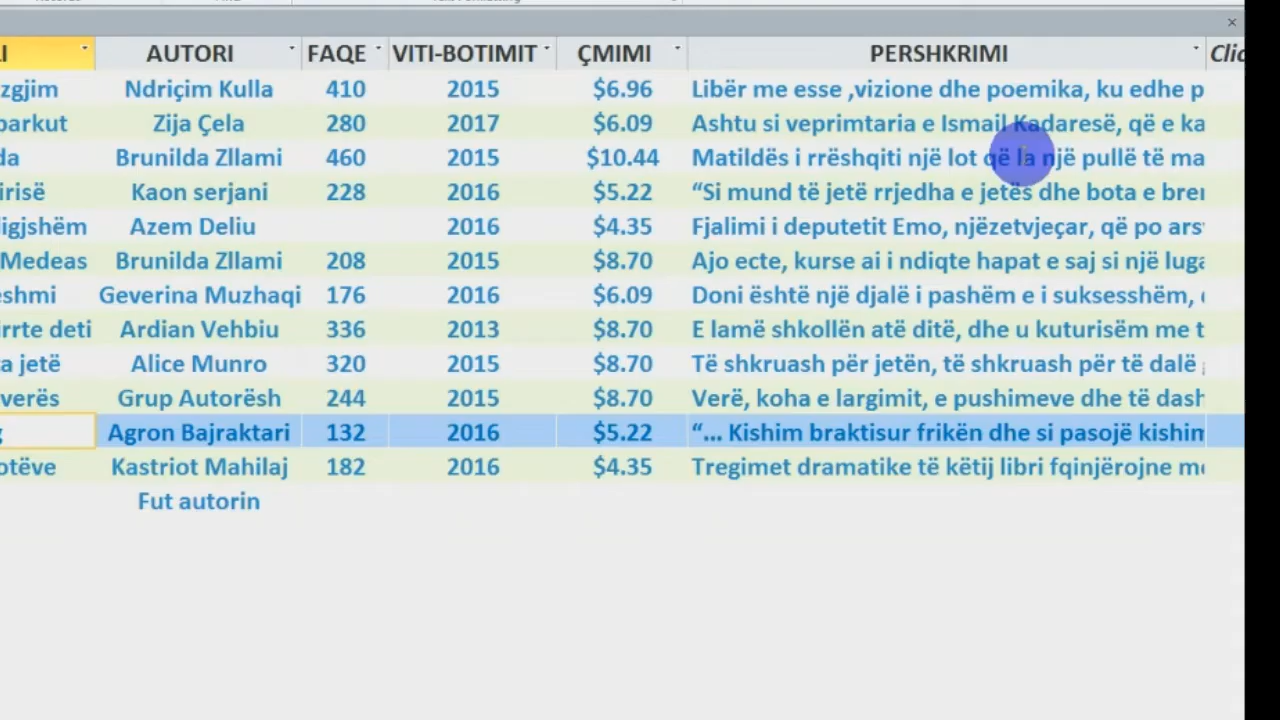 LI AUTORI FAQE VITI-BOTIMIT ÇMIMI PERSHKRIMI Clic
zgjim Ndriçim Kulla 410 2015 $6.96 Libër me esse ,vizione dhe poemika, ku edhe p
parkut Zija Çela 280 2017 $6.09 Ashtu si veprimtaria e Ismail Kadaresë, që e ka
da Brunilda Zllami 460 2015 $10.44 Matildës i rrëshqiti një lot që la një pullë të ma
irisë Kaon serjani 228 2016 $5.22 “Si mund të jetë rrjedha e jetës dhe bota e bren
ligjshëm Azem Deliu 2016 $4.35 Fjalimi i deputetit Emo, njëzetvjeçar, që po ars
Medeas Brunilda Zllami 208 2015 $8.70 Ajo ecte, kurse ai i ndiqte hapat e saj si një luga
eshmi Geverina Muzhaqi 176 2016 $6.09 Doni është një djalë i pashëm e i suksesshëm,
irrte deti Ardian Vehbiu 336 2013 $8.70 E lamë shkollën atë ditë, dhe u kuturisëm me t
a jetë Alice Munro 320 2015 $8.70 Të shkruash për jetën, të shkruash për të dalë
verës Grup Autorësh 244 2015 $8.70 Verë, koha e largimit, e pushimeve dhe të dash
g Agron Bajraktari 132 2016 $5.22 “... Kishim braktisur frikën dhe si pasojë kishim
otëve Kastriot Mahilaj 182 2016 $4.35 Tregimet dramatike të këtij libri fqinjërojne me
Fut autorin